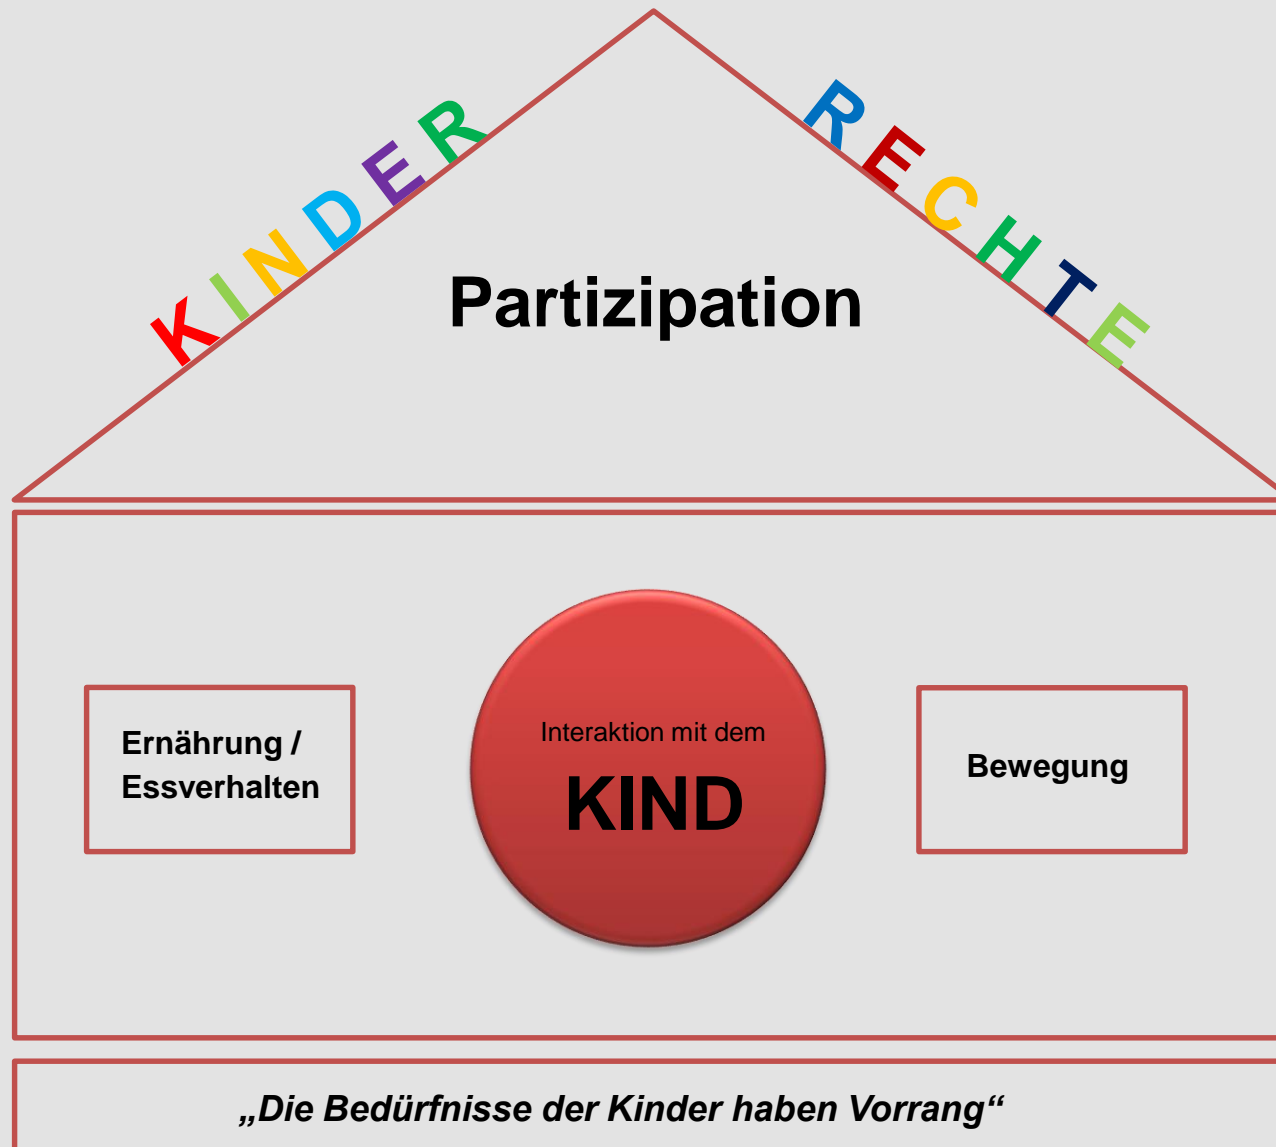 KINDER
RECHTE
Partizipation
Ernährung /
Essverhalten
Interaktion mit dem
KIND
Bewegung
„Die Bedürfnisse der Kinder haben Vorrang“